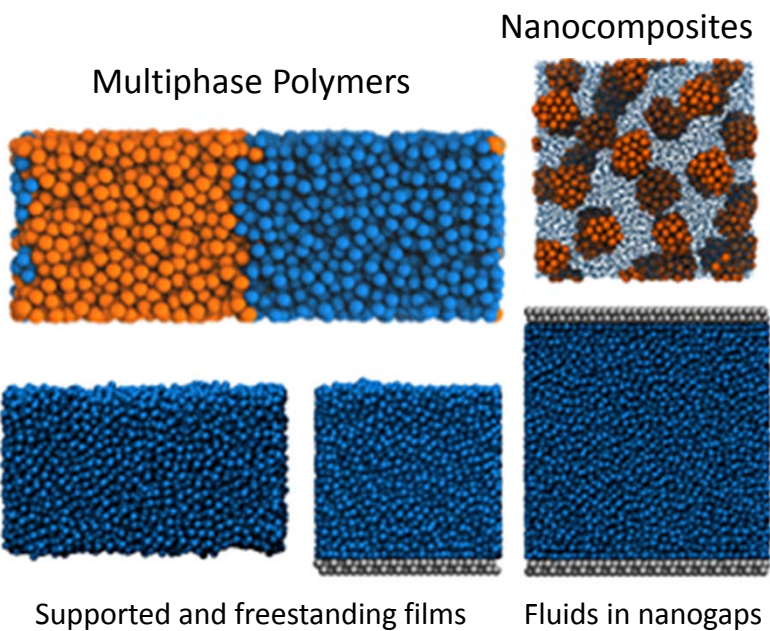 Nanocomposites
Multiphase Polymers
Supported and freestanding films
Fluids in nanogaps